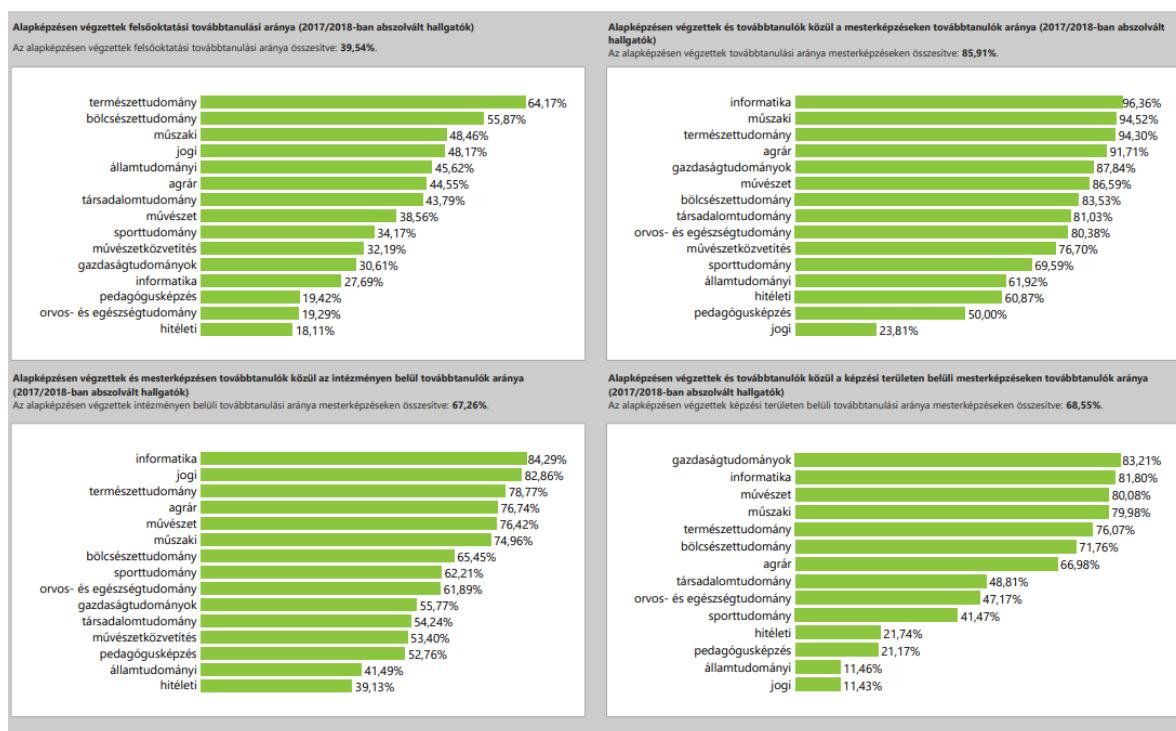 Alapképzésen végzettek felsőoktatási továbbtanulási aránya (2017/2018-ban abszolvált hallgatók)
Az alapképzésen végzettek felsőoktatási továbbtanulási aránya összesítve: 39,54%.
természettudomány 64,17%
bölcsészettudomány 55,87%
műszaki 48,46%
jogi 48,17%
államtudományi 45,62%
agrár 44,55%
társadalomtudomány 43,79%
művészet 38,56%
sporttudomány 34,17%
művészetközvetítés 32,19%
gazdaságtudományok 30,61%
informatika 27,69%
pedagógusképzés 19,42%
orvos- és egészségtudomány 19,29%
hitéleti 18,11%
Alapképzésen végzettek és továbbtanulók közül a mesterképzéseken továbbtanulók aránya (2017/2018-ban abszolvált
hallgatók)
Az alapképzésen végzettek továbbtanulási aránya mesterképzéseken összesítve: 85,91%.
informatika 96,36%
műszaki 94,52%
természettudomány 94,30%
agrár 91,71%
gazdaságtudományok 87,84%
művészet 86,59%
bölcsészettudomány 83,53%
társadalomtudomány 81,03%
orvos- és egészségtudomány 80,38%
művészetközvetítés 76,70%
sporttudomány 69,59%
államtudományi 61,92%
hitéleti 60,87%
pedagógusképzés 50,00%
jogi 23,81%
Alapképzésen végzettek és mesterképzésen továbbtanulók közül az intézményen belül továbbtanulók aránya
(2017/2018-ban abszolvált hallgatók)
Az alapképzésen végzettek intézményen belüli továbbtanulási aránya mesterképzéseken összesítve: 67,26%.
informatika 84,29%
jogi 82,86%
természettudomány 78,77%
agrár 76,74%
művészet 76,42%
műszaki 74,96%
bölcsészettudomány 65,45%
sporttudomány 62,21%
orvos- és egészségtudomány 61,89%
gazdaságtudományok 55,77%
társadalomtudomány 54,24%
művészetközvetítés 53,40%
pedagógusképzés 52,76%
államtudományi 41,49%
hitéleti 39,13%
Alapképzésen végzettek és továbbtanulók közül a képzési területen belüli mesterképzéseken továbbtanulók aránya
(2017/2018-ban abszolvált hallgatók)
Az alapképzésen végzettek képzési területen belüli továbbtanulási aránya mesterképzéseken összesítve: 68,55%.
gazdaságtudományok 83,21%
informatika 81,80%
művészet 80,08%
műszaki 79,98%
természettudomány 76,07%
bölcsészettudomány 71,76%
agrár 66,98%
társadalomtudomány 48,81%
orvos- és egészségtudomány 47,17%
sporttudomány 41,47%
hitéleti 21,74%
pedagógusképzés 21,17%
államtudományi 11,46%
jogi 11,43%